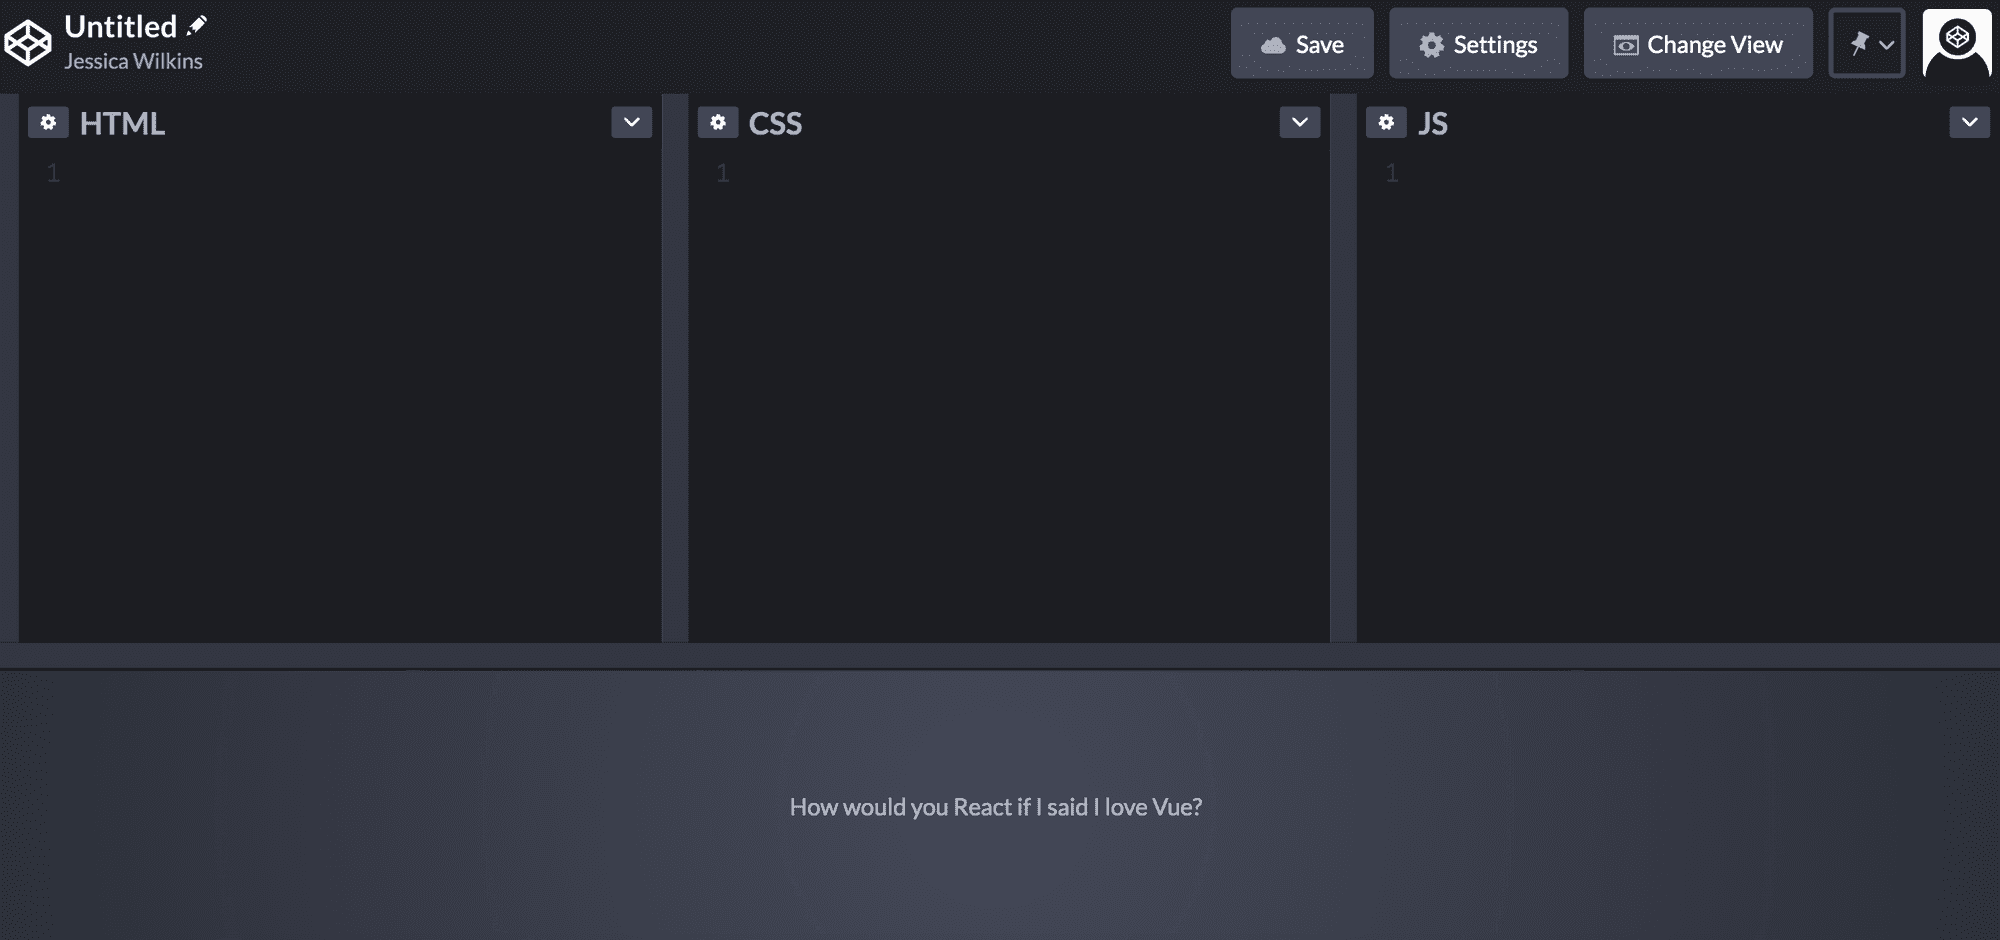 Untitled
Jessica Wilkins
Save
Settings
Change View
HTML
CSS
JS
1
1
1
How would you React if I said I love Vue?